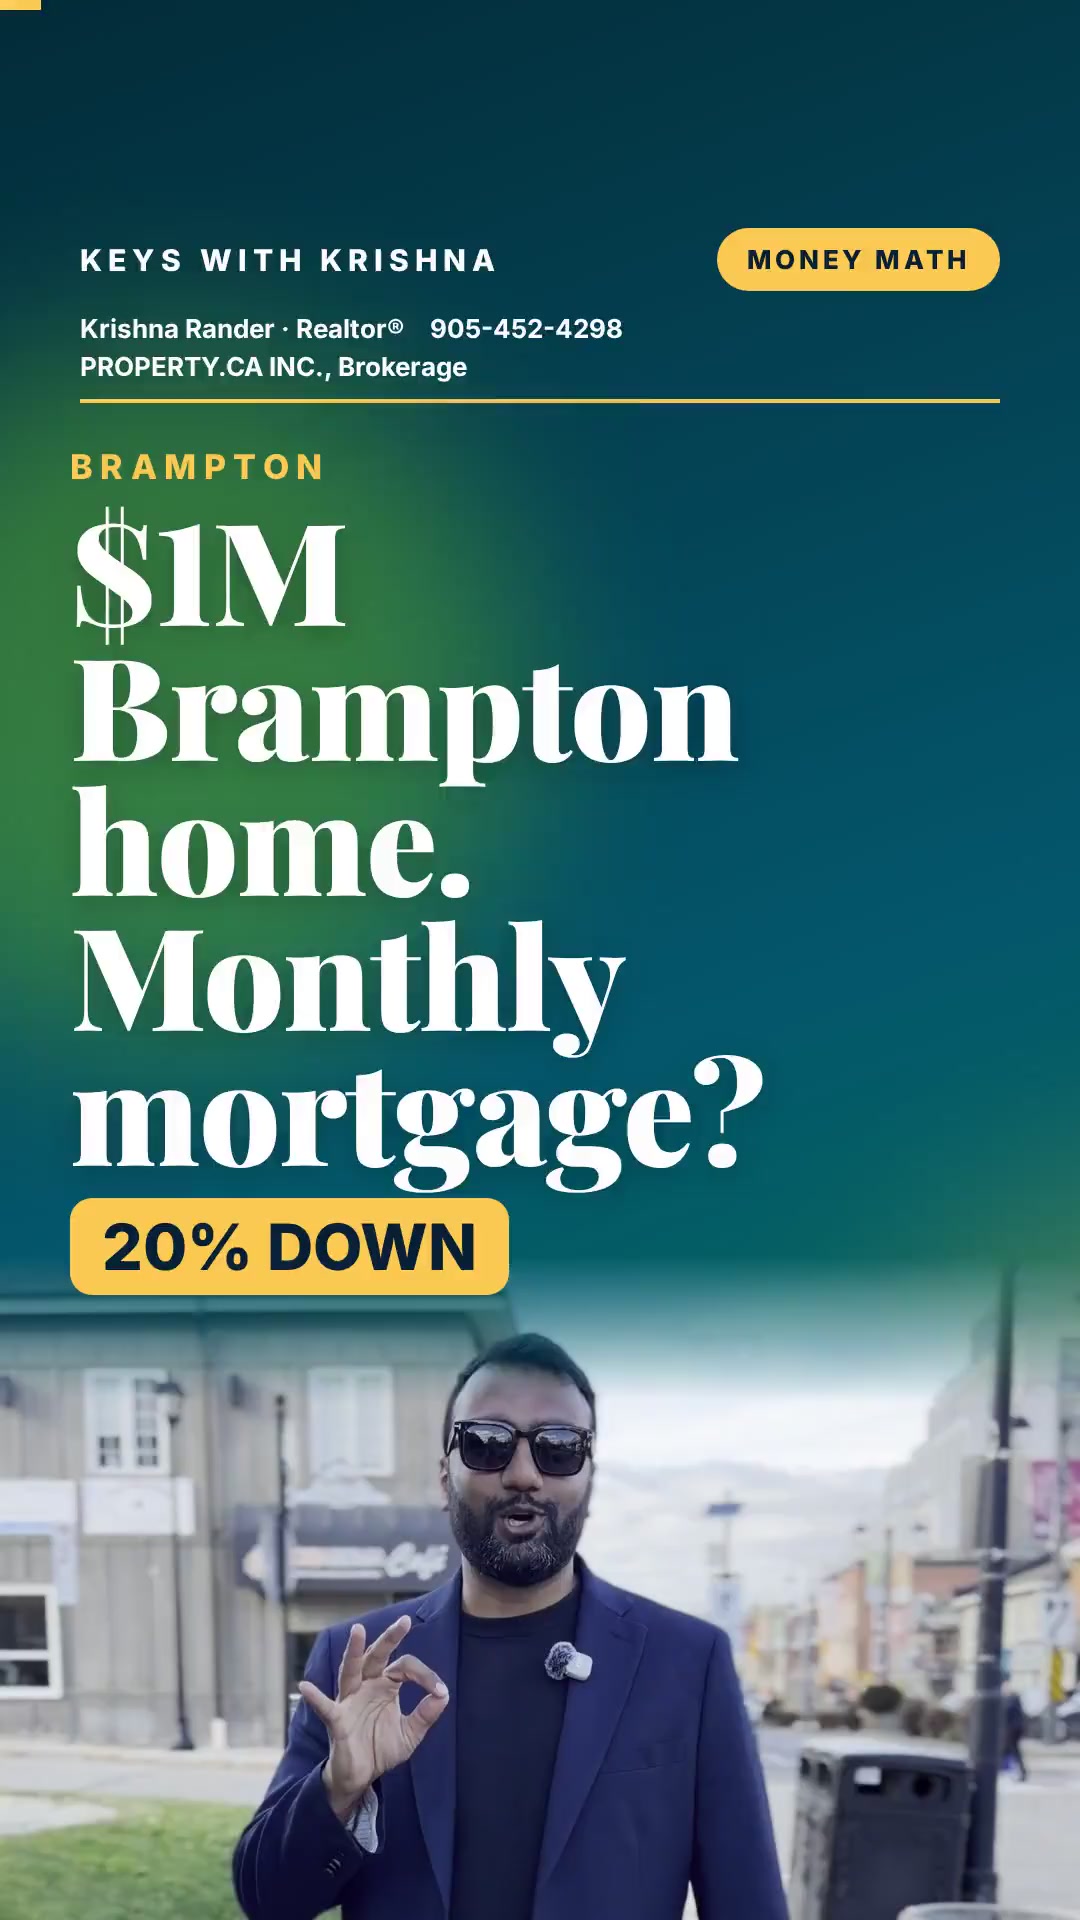 KEYS WITH KRISHNA
MONEY MATH
Krishna Rander · Realtor® 905-452-4298
PROPERTY.CA INC., Brokerage
BRAMPTON
$1M
Brampton
home.
Monthly
mortgage?
20% DOWN
Café